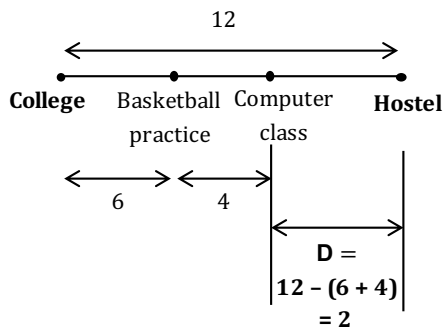 12
College
Basketball practice
Computer class
Hostel
6
4
D =
12 – (6 + 4)
= 2